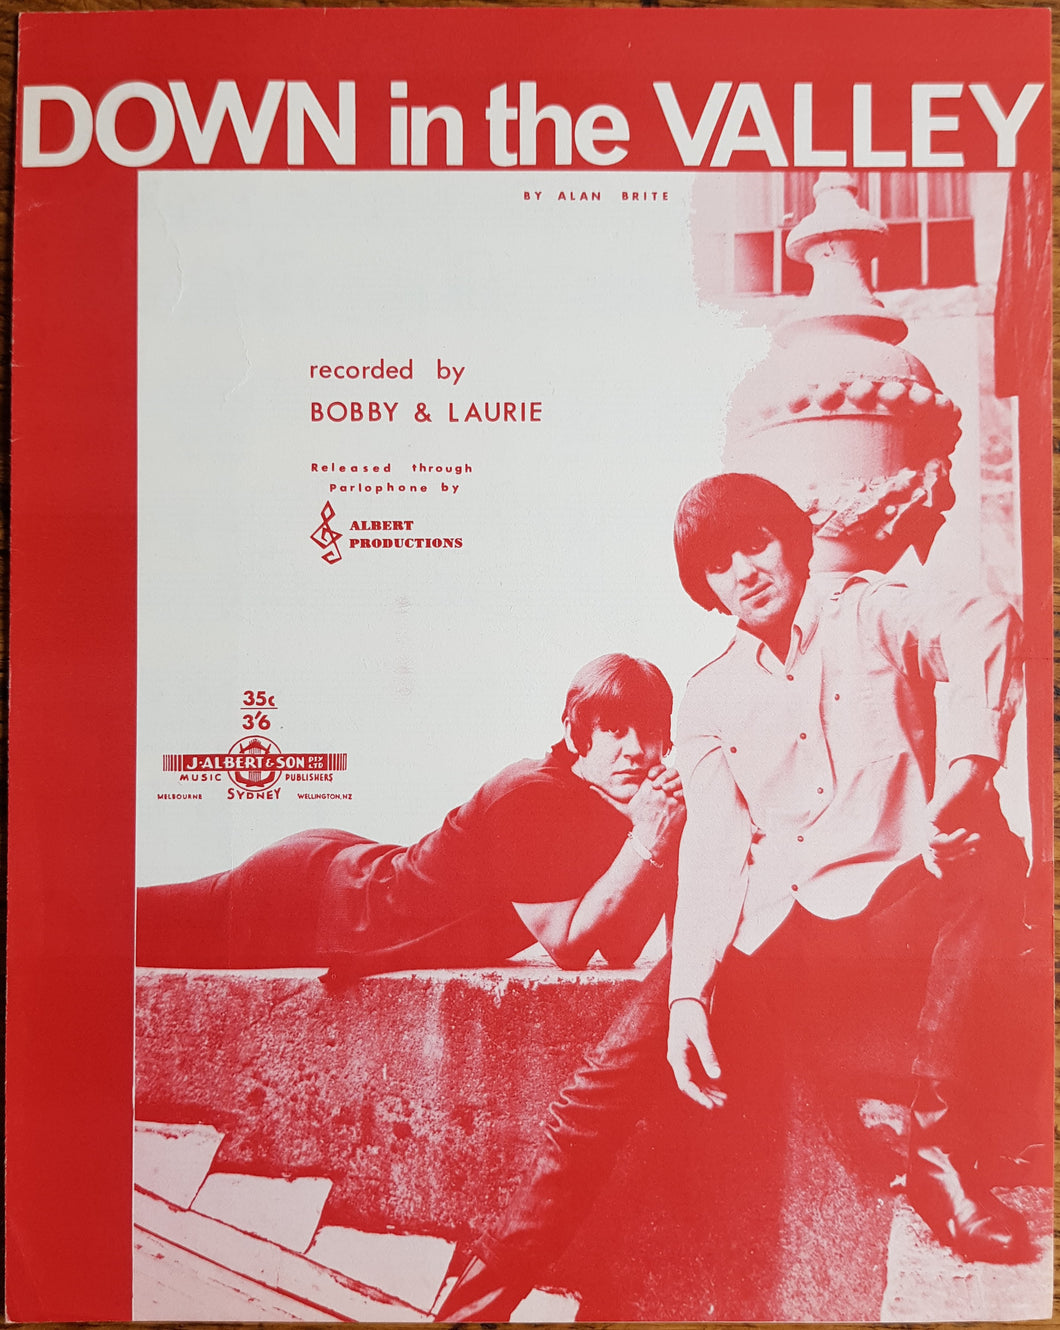 DOWN in the VALLEY
BY ALAN BRITE
recorded by
BOBBY & LAURIE
Released through
Parlophone by
ALBERT
PRODUCTIONS
35c
3'6
J. ALBERT & SON PTY LTD
MUSIC PUBLISHERS
MELBOURNE SYDNEY WELLINGTON, NZ